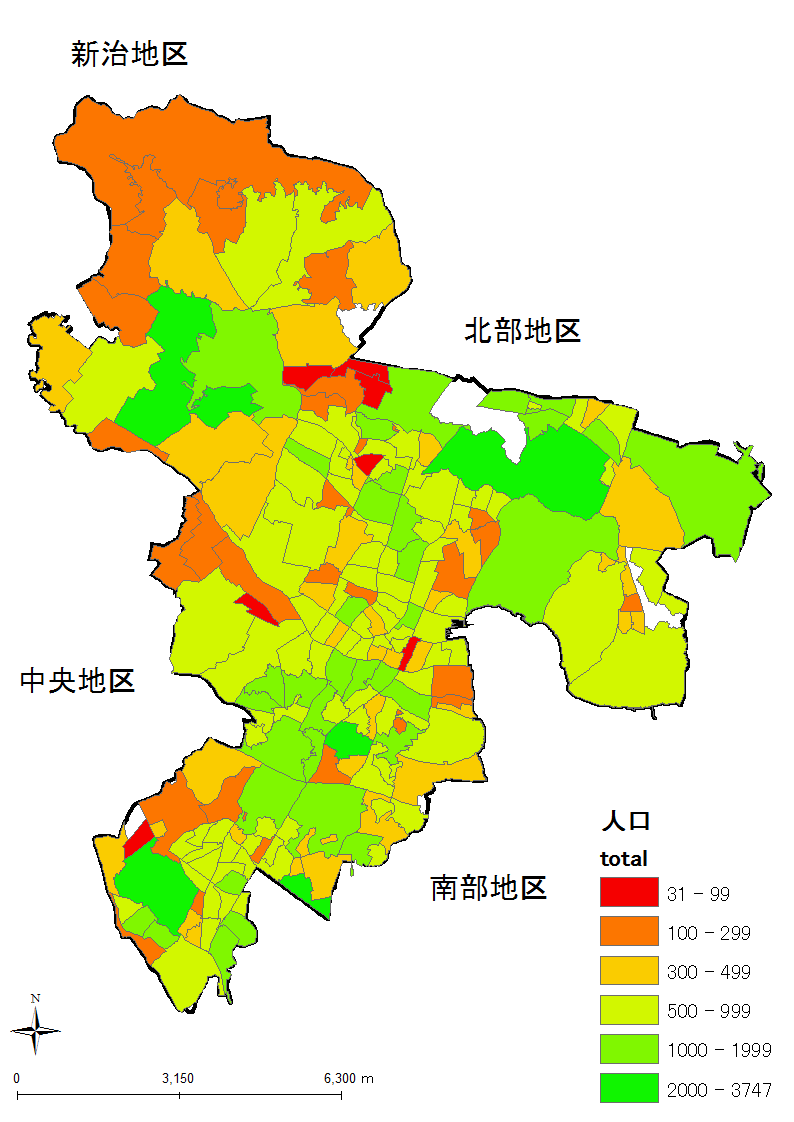 新治地区
北部地区
中央地区
南部地区
人口
total
31 - 99
100 - 299
300 - 499
500 - 999
1000 - 1999
2000 - 3747
N
0 3,150 6,300 m